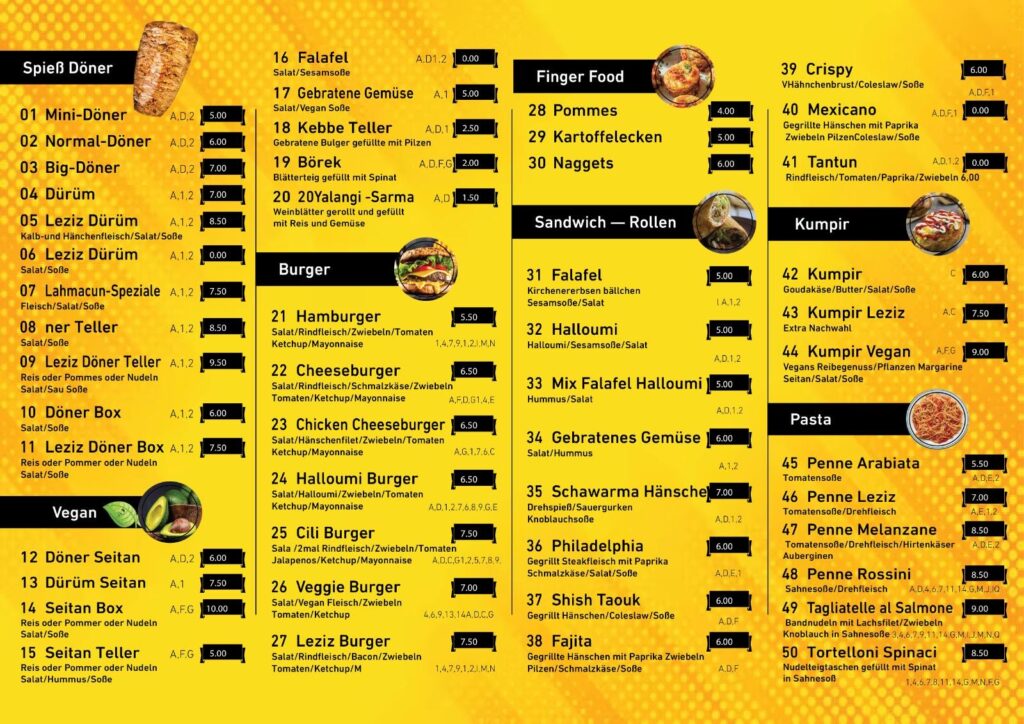 Spieß Döner
01 Mini-Döner A,D,2 5.00
02 Normal-Döner A,D,2 6.00
03 Big-Döner A,D,2 7.00
04 Dürüm A,1,2 7.00
05 Leziz Dürüm A,1,2 8.50
Kalb-und Hänchenfleisch/Salat/Soße
06 Leziz Dürüm A,1,2 0.00
Salat/Soße
07 Lahmacun-Speziale A,1,2 7.50
Fleisch/Salat/Soße
08 ner Teller A,1,2 8.50
Salat/Soße
09 Leziz Döner Teller A,1,2 9.50
Reis oder Pommes oder Nudeln
Salat/Sau Soße
10 Döner Box A,1,2 6.00
Salat/Soße
11 Leziz Döner Box A,1,2 7.50
Reis oder Pommer oder Nudeln
Salat/Soße
Vegan
12 Döner Seitan A,D,2 6.00
13 Dürüm Seitan A,1 7.50
14 Seitan Box A,F,G 10.00
Reis oder Pommer oder Nudeln
Salat/Soße
15 Seitan Teller A,F,G 5.00
Reis oder Pommer oder Nudeln
Salat/Hummus/Soße
16 Falafel A,D1.2 0.00
Salat/Sesamsoße
17 Gebratene Gemüse A,1 5.00
Salat/Vegan Soße
18 Kebbe Teller A,D,1 2.50
Gebratene Bulger gefüllte mit Pilzen
19 Börek A,D,F,G 2.00
Blätterteig gefüllt mit Spinat
20 20Yalangi -Sarma A,D 1.50
Weinblätter gerollt und gefüllt
mit Reis und Gemüse
Burger
21 Hamburger 5.50
Salat/Rindfleisch/Zwiebeln/Tomaten
Ketchup/Mayonnaise 1,4,7,9,1,2,I,M,N
22 Cheeseburger 6.50
Salat/Rindfleisch/Schmalzkäse/Zwiebeln
Tomaten/Ketchup/Mayonnaise A,F,D,G1,4,E
23 Chicken Cheeseburger 6.50
Salat/Hänschenfilet/Zwiebeln/Tomaten
Ketchup/Mayonnaise A,G,1,7,6,C
24 Halloumi Burger 6.50
Salat/Halloumi/Zwiebeln/Tomaten
Ketchup/Mayonnaise A,D,1,2,7,6,8,9,G,E
25 Cili Burger 7.50
Sala /2mal Rindfleisch/Zwiebeln/Tomaten
Jalapenos/Ketchup/Mayonnaise A,D,C,G1,2,5,7,8,9,
26 Veggie Burger 7.00
Salat/Vegan Fleisch/Zwiebeln
Tomaten/Ketchup 4,6,9,13,14A,D,C,G
27 Leziz Burger 7.50
Salat/Rindfleisch/Bacon/Zwiebeln
Tomaten/Ketchup/M 1,4,7,9,1,2,I,M,N
Finger Food
28 Pommes 4.00
29 Kartoffelecken 5.00
30 Naggets 6.00
Sandwich — Rollen
31 Falafel 5.00
Kirchenererbsen bällchen
Sesamsoße/Salat I A,1,2
32 Halloumi 5.00
Halloumi/Sesamsoße/Salat
A,D,1.2
33 Mix Falafel Halloumi 5.00
Hummus/Salat
A,D,1,2
34 Gebratenes Gemüse 6.00
Salat/Hummus
A,1,2
35 Schawarma Hänsche 7.00
Drehspieß/Sauergurken
Knoblauchsoße A,D,1.2
36 Philadelphia 6.00
Gegrillt Steakfleisch mit Paprika
Schmalzkäse/Salat/Soße A,D,E,1
37 Shish Taouk 6.00
Gegrillt Hänschen/Coleslaw/Soße
A,D,F
38 Fajita 6.00
Gegrillte Hänschen mit Paprika Zwiebeln
Pilzen/Schmalzkäse/Soße A,D,F
39 Crispy 6.00
VHähnchenbrust/Coleslaw/Soße
A,D,F,1
40 Mexicano A,D,F,1 0.00
Gegrillte Hänschen mit Paprika
Zwiebeln PilzenColeslaw/Soße
41 Tantun A,D,1.2 0.00
Rindfleisch/Tomaten/Paprika/Zwiebeln 6,00
Kumpir
42 Kumpir C 6.00
Goudakäse/Butter/Salat/Soße
43 Kumpir Leziz A,C 7.50
Extra Nachwahl
44 Kumpir Vegan A,F,G 9.00
Vegans Reibegenuss/Pflanzen Margarine
Seitan/Salat/Soße
Pasta
45 Penne Arabiata 5.50
Tomatensoße A,D,E,2
46 Penne Leziz 7.00
Tomatensoße/Drehfleisch A,E,1,2
47 Penne Melanzane 8.50
Tomatensoße/Drehfleisch/Hirtenkäser A,D,E,2
Auberginen
48 Penne Rossini 8.50
Sahnesoße/Drehfleisch A,D,4,6,7,11,14,G,M,J,Q
49 Tagliatelle al Salmone 9.00
Bandnudeln mit Lachsfilet/Zwiebeln
Knoblauch in Sahnesoße 3,4,6,7,9,11,14,G,M,I,J,M,N,Q
50 Tortelloni Spinaci 8.50
Nudelteigtaschen gefüllt mit Spinat
in Sahnesoß 1,4,6,7,8,11,14,G,M,N,F,G